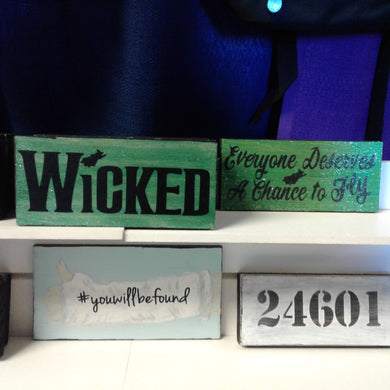 WiCKED
Everyone Deserves
A Chance to Fly
#youwillbefound
24601